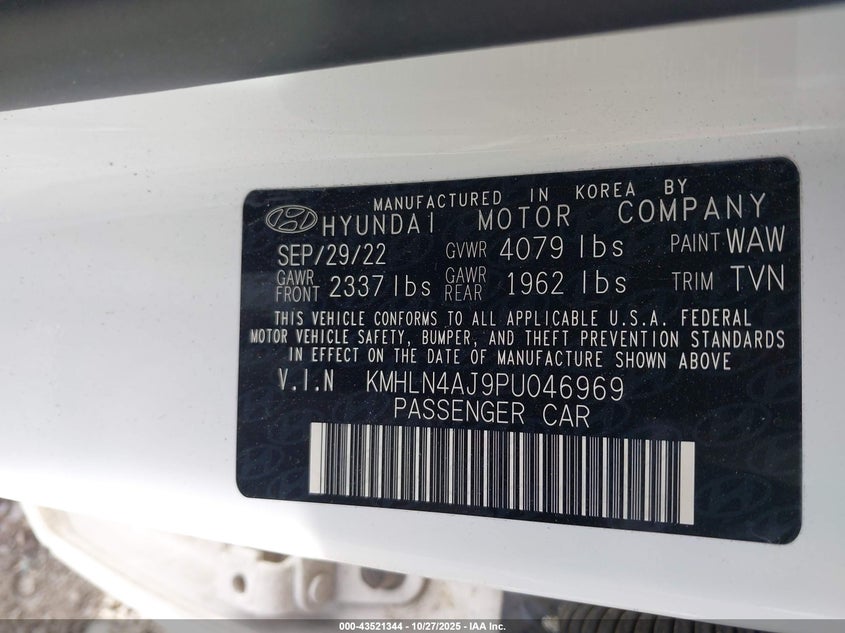 MANUFACTURED IN KOREA BY
HYUNDAI MOTOR COMPANY
SEP/29/22 GVWR 4079 lbs PAINT WAW
GAWR FRONT 2337 lbs GAWR REAR 1962 lbs TRIM TVN
THIS VEHICLE CONFORMS TO ALL APPLICABLE U.S.A. FEDERAL
MOTOR VEHICLE SAFETY, BUMPER, AND THEFT PREVENTION STANDARDS
IN EFFECT ON THE DATE OF MANUFACTURE SHOWN ABOVE
V.I.N KMHLN4AJ9PU046969
PASSENGER CAR
000-43521344 | 10/27/2025 | © IAA Inc.